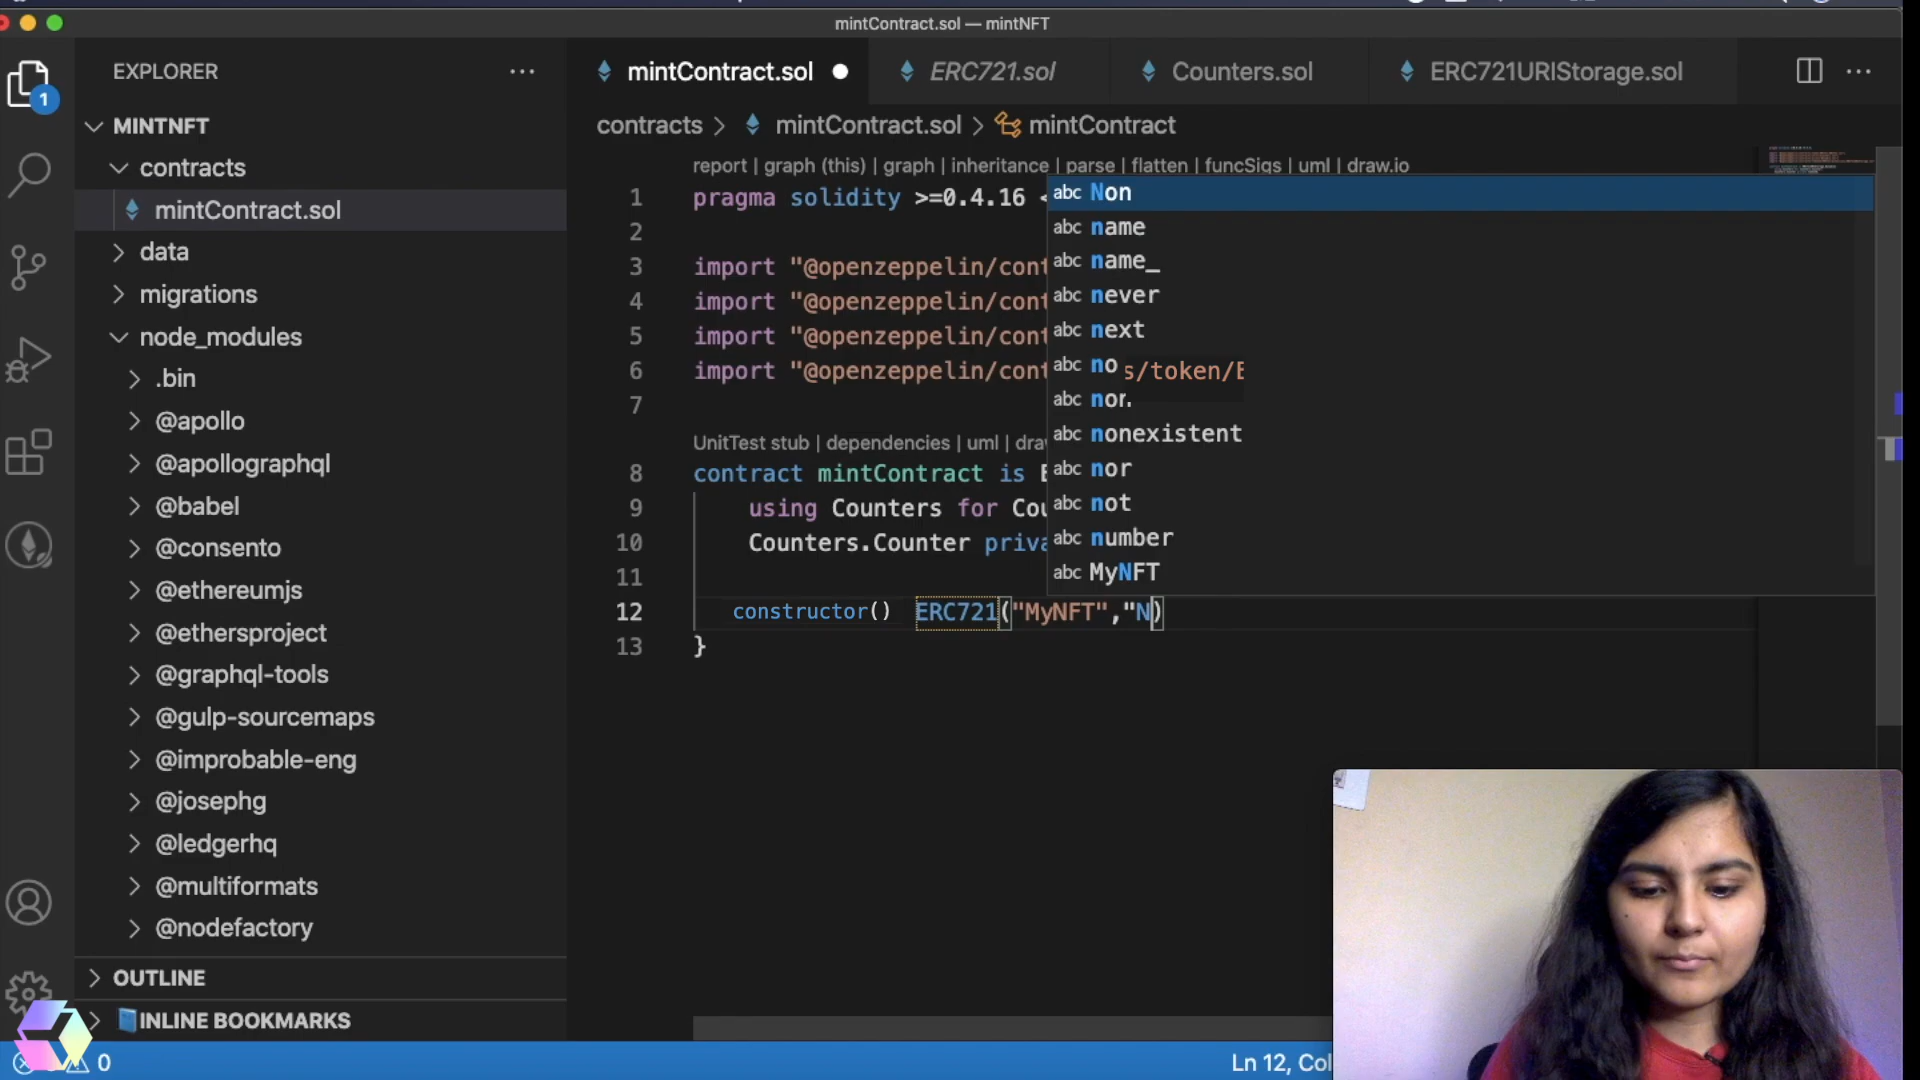 mintContract.sol — mintNFT
EXPLORER
mintContract.sol
ERC721.sol
Counters.sol
ERC721URIStorage.sol
1
MINTNFT
contracts
mintContract.sol
data
migrations
node_modules
.bin
@apollo
@apollographql
@babel
@consento
@ethereumjs
@ethersproject
@graphql-tools
@gulp-sourcemaps
@improbable-eng
@josephg
@ledgerhq
@multiformats
@nodefactory
OUTLINE
INLINE BOOKMARKS
contracts > mintContract.sol > mintContract
report | graph (this) | graph | inheritance | parse | flatten | funcSigs | uml | draw.io
1 pragma solidity >=0.4.16 <
2
3 import "@openzeppelin/cont
4 import "@openzeppelin/cont
5 import "@openzeppelin/cont
6 import "@openzeppelin/cont
s/token/E
7
UnitTest stub | dependencies | uml | draw
8 contract mintContract is E
9 using Counters for Cou
10 Counters.Counter priva
11
12 constructor() ERC721("MyNFT","N)
13 }
abc Non
abc name
abc name_
abc never
abc next
abc no
abc non
abc nonexistent
abc nor
abc not
abc number
abc MyNFT
0
Ln 12, Col